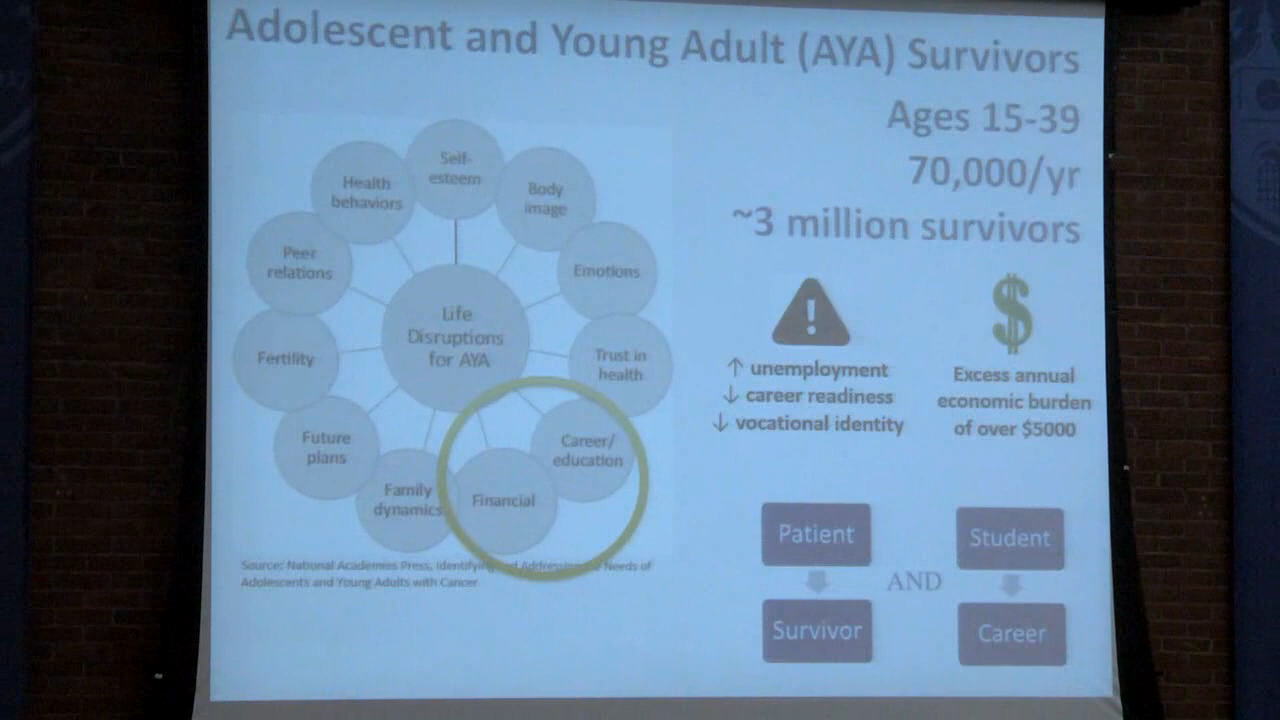 Adolescent and Young Adult (AYA) Survivors
Ages 15-39
70,000/yr
~3 million survivors
Self-
esteem
Body
image
Emotions
Trust in
health
Career/
education
Financial
Family
dynamics
Future
plans
Fertility
Peer
relations
Health
behaviors
Life
Disruptions
for AYA
Source: National Academies Press, Identifying Needs of
Adolescents and Young Adults with Cancer
!
↑ unemployment
↓ career readiness
↓ vocational identity
$
Excess annual
economic burden
of over $5000
Patient
Survivor
AND
Student
Career